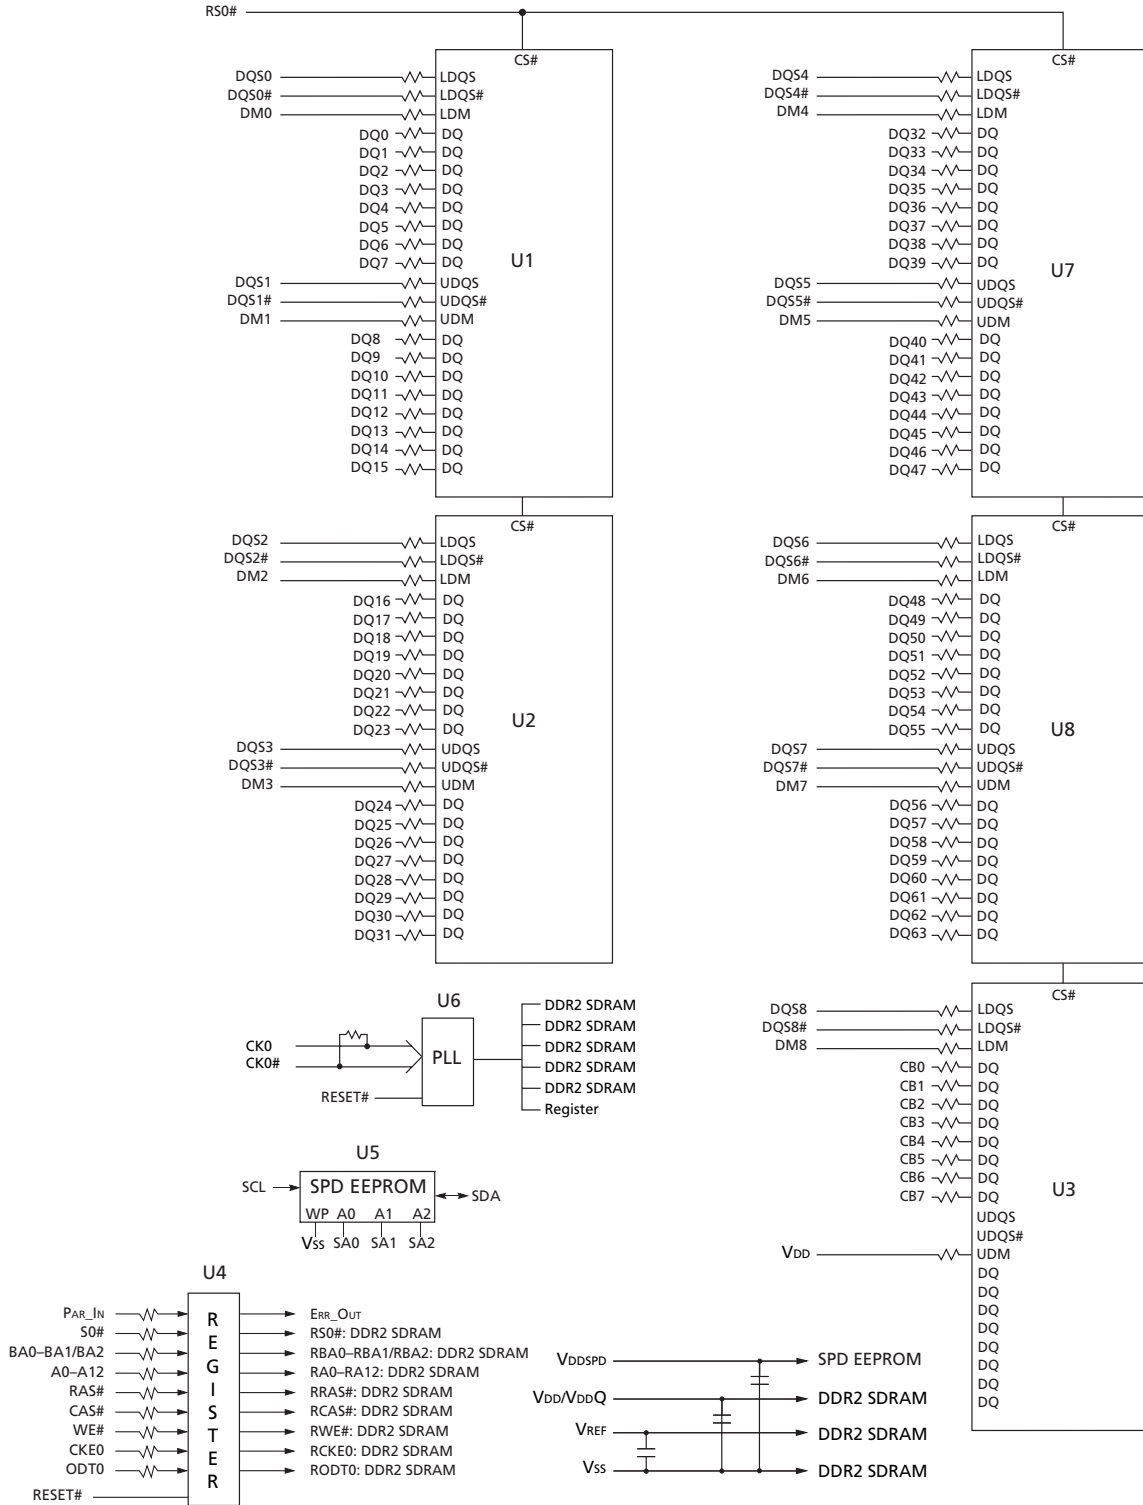 RS0#
CS#
DQS0 LDQS
DQS0# LDQS#
DM0 LDM
DQ0 DQ
DQ1 DQ
DQ2 DQ
DQ3 DQ
DQ4 DQ
DQ5 DQ
DQ6 DQ
DQ7 DQ
U1
DQS1 UDQS
DQS1# UDQS#
DM1 UDM
DQ8 DQ
DQ9 DQ
DQ10 DQ
DQ11 DQ
DQ12 DQ
DQ13 DQ
DQ14 DQ
DQ15 DQ
CS#
DQS2 LDQS
DQS2# LDQS#
DM2 LDM
DQ16 DQ
DQ17 DQ
DQ18 DQ
DQ19 DQ
DQ20 DQ
DQ21 DQ
DQ22 DQ
DQ23 DQ
U2
DQS3 UDQS
DQS3# UDQS#
DM3 UDM
DQ24 DQ
DQ25 DQ
DQ26 DQ
DQ27 DQ
DQ28 DQ
DQ29 DQ
DQ30 DQ
DQ31 DQ
CS#
DQS4 LDQS
DQS4# LDQS#
DM4 LDM
DQ32 DQ
DQ33 DQ
DQ34 DQ
DQ35 DQ
DQ36 DQ
DQ37 DQ
DQ38 DQ
DQ39 DQ
U7
DQS5 UDQS
DQS5# UDQS#
DM5 UDM
DQ40 DQ
DQ41 DQ
DQ42 DQ
DQ43 DQ
DQ44 DQ
DQ45 DQ
DQ46 DQ
DQ47 DQ
CS#
DQS6 LDQS
DQS6# LDQS#
DM6 LDM
DQ48 DQ
DQ49 DQ
DQ50 DQ
DQ51 DQ
DQ52 DQ
DQ53 DQ
DQ54 DQ
DQ55 DQ
U8
DQS7 UDQS
DQS7# UDQS#
DM7 UDM
DQ56 DQ
DQ57 DQ
DQ58 DQ
DQ59 DQ
DQ60 DQ
DQ61 DQ
DQ62 DQ
DQ63 DQ
CS#
DQS8 LDQS
DQS8# LDQS#
DM8 LDM
CB0 DQ
CB1 DQ
CB2 DQ
CB3 DQ
CB4 DQ
CB5 DQ
CB6 DQ
CB7 DQ
U3
UDQS
UDQS#
VDD UDM
DQ
DQ
DQ
DQ
DQ
DQ
DQ
DQ
U6
CK0
CK0#
PLL
RESET#
DDR2 SDRAM
DDR2 SDRAM
DDR2 SDRAM
DDR2 SDRAM
DDR2 SDRAM
Register
U5
SCL SPD EEPROM SDA
WP A0 A1 A2
VSS SA0 SA1 SA2
U4
REGISTER
PAR_IN ERR_OUT
S0# RS0#: DDR2 SDRAM
BA0–BA1/BA2 RBA0–RBA1/RBA2: DDR2 SDRAM
A0–A12 RA0–RA12: DDR2 SDRAM
RAS# RRAS#: DDR2 SDRAM
CAS# RCAS#: DDR2 SDRAM
WE# RWE#: DDR2 SDRAM
CKE0 RCKE0: DDR2 SDRAM
ODT0 RODT0: DDR2 SDRAM
RESET#
VDDSPD SPD EEPROM
VDD/VDDQ DDR2 SDRAM
VREF DDR2 SDRAM
VSS DDR2 SDRAM